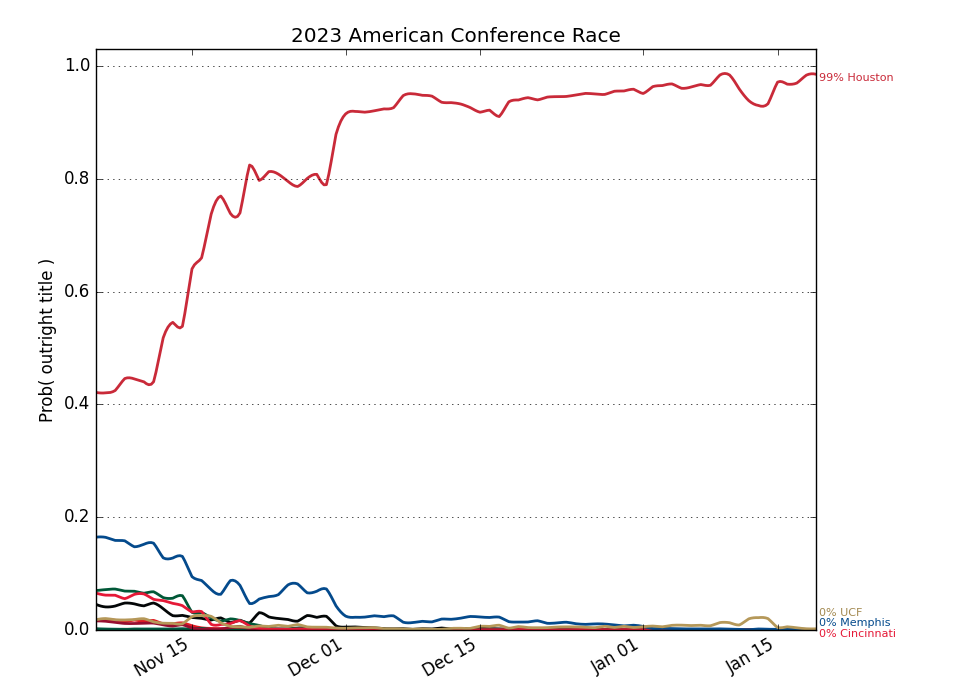 2023 American Conference Race
1.0
99% Houston
0.8
0.6
Prob( outright title )
0.4
0.2
0.0
0% UCF
0% Memphis
0% Cincinnati
Nov 15
Dec 01
Dec 15
Jan 01
Jan 15